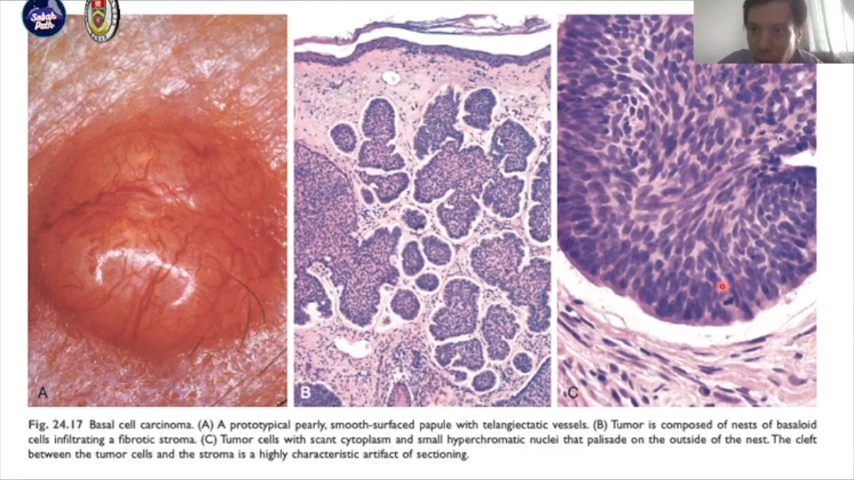 Sabah
Path
A
B
C
Fig. 24.17 Basal cell carcinoma. (A) A prototypical pearly, smooth-surfaced papule with telangiectatic vessels. (B) Tumor is composed of nests of basaloid
cells infiltrating a fibrotic stroma. (C) Tumor cells with scant cytoplasm and small hyperchromatic nuclei that palisade on the outside of the nest. The cleft
between the tumor cells and the stroma is a highly characteristic artifact of sectioning.